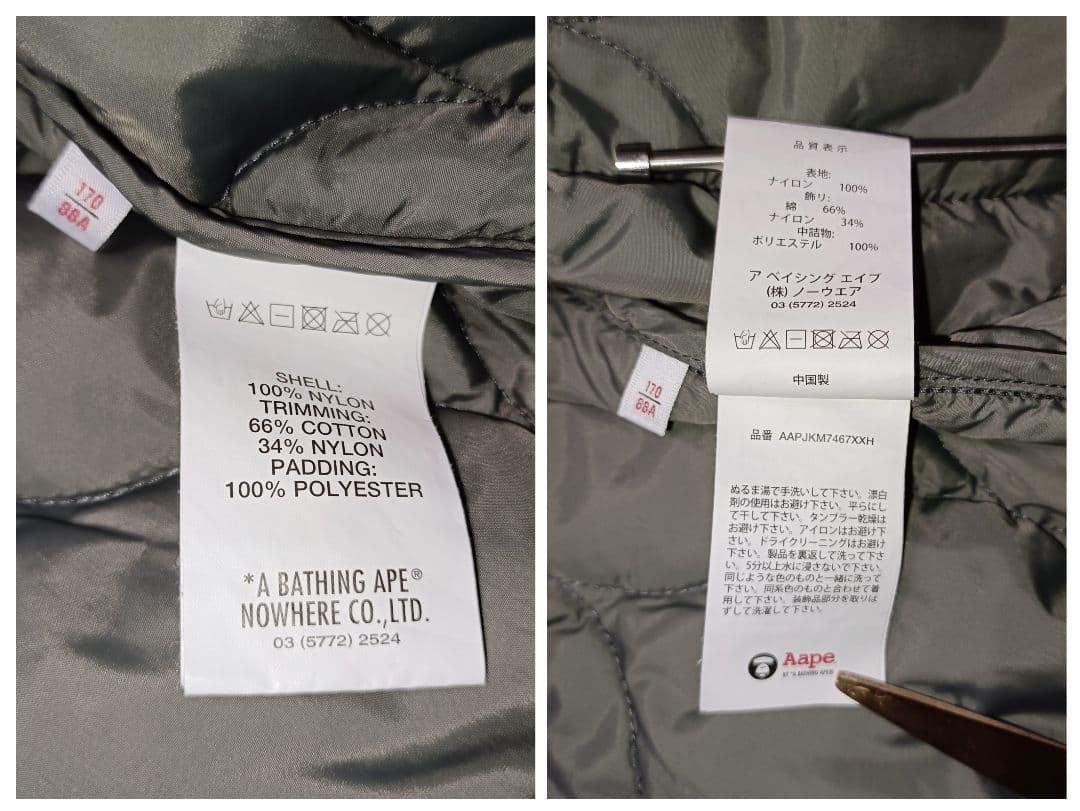 170
88A
SHELL:
100% NYLON
TRIMMING:
66% COTTON
34% NYLON
PADDING:
100% POLYESTER
*A BATHING APE®
NOWHERE CO.,LTD.
03 (5772) 2524
品質表示
表地:
ナイロン 100%
飾リ:
綿 66%
ナイロン 34%
中詰物:
ポリエステル 100%
ア ベイシング エイプ
(株) ノーウエア
03 (5772) 2524
中国製
170
88A
品番 AAPJKM7467XXH
ぬるま湯で手洗いして下さい。漂白
剤の使用はお避け下さい。平らにし
て干して下さい。タンブラー乾燥は
お避け下さい。アイロンはお避け下
さい。ドライクリーニングはお避け
下さい。製品を裏返して洗って下さ
い。5分以上水に浸さないで下さい。
同じような色のものと一緒に洗って
下さい。同系色のものと合わせて着
用して下さい。装飾品部分を取りは
ずして洗濯して下さい。
Aape
BY *A BATHING APE®